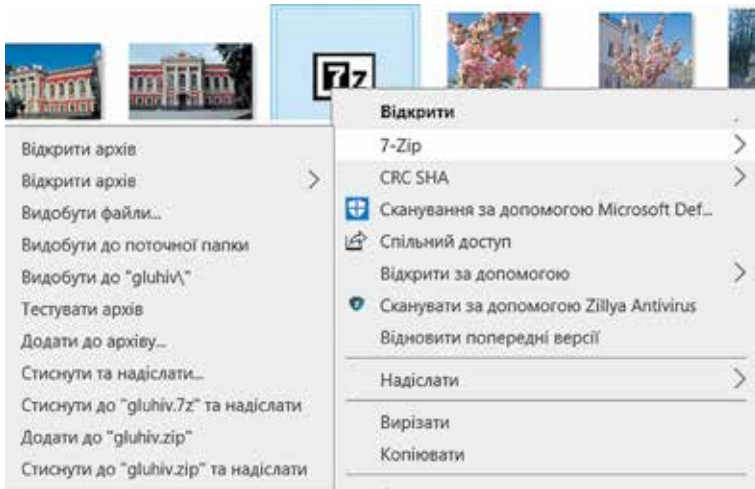 7z
Відкрити
7-Zip
CRC SHA
Сканування за допомогою Microsoft Def...
Спільний доступ
Відкрити за допомогою
Сканувати за допомогою Zillya Antivirus
Відновити попередні версії
Надіслати
Вирізати
Копіювати
Відкрити архів
Відкрити архів
Видобути файли...
Видобути до поточної папки
Видобути до "gluhiv\"
Тестувати архів
Додати до архіву...
Стиснути та надіслати...
Стиснути до "gluhiv.7z" та надіслати
Додати до "gluhiv.zip"
Стиснути до "gluhiv.zip" та надіслати